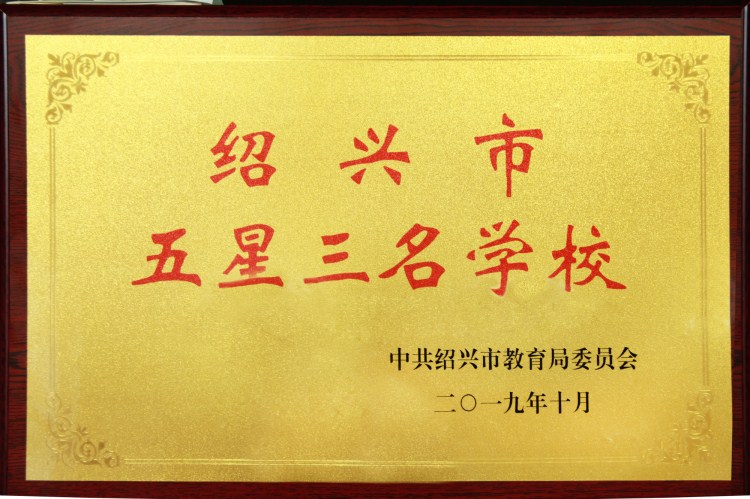 绍兴市
五星三名学校
中共绍兴市教育局委员会
二〇一九年十月